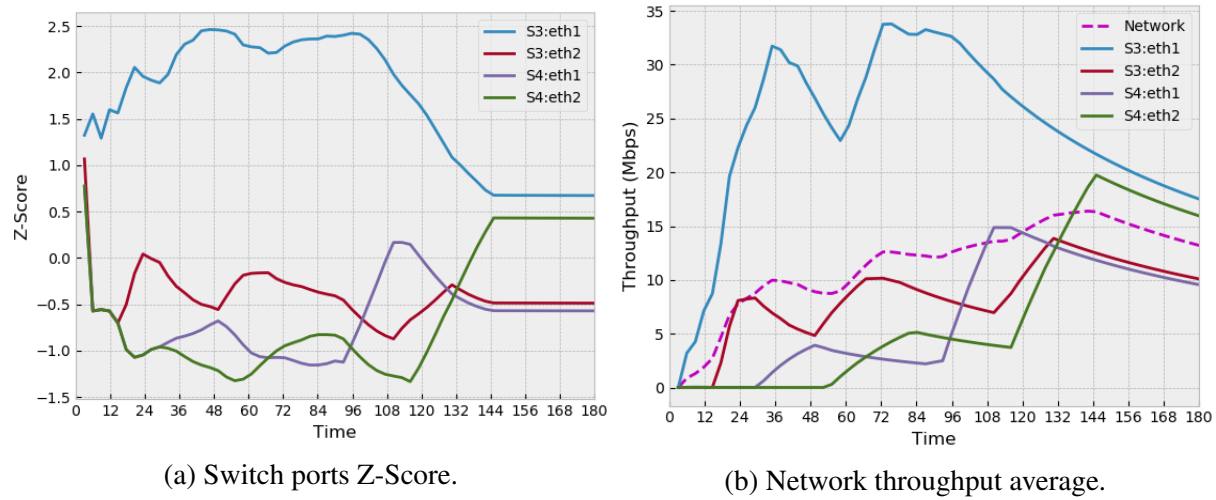 2.5
2.0
1.5
1.0
0.5
0.0
−0.5
−1.0
−1.5
Z-Score
0 12 24 36 48 60 72 84 96 108 120 132 144 156 168 180
Time
S3:eth1
S3:eth2
S4:eth1
S4:eth2
(a) Switch ports Z-Score.
35
30
25
20
15
10
5
0
Throughput (Mbps)
0 12 24 36 48 60 72 84 96 108 120 132 144 156 168 180
Time
Network
S3:eth1
S3:eth2
S4:eth1
S4:eth2
(b) Network throughput average.